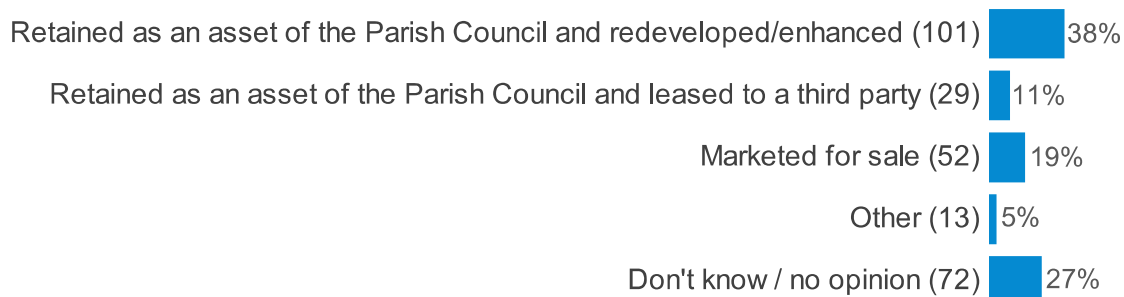 Retained as an asset of the Parish Council and redeveloped/enhanced (101) 38%
Retained as an asset of the Parish Council and leased to a third party (29) 11%
Marketed for sale (52) 19%
Other (13) 5%
Don't know / no opinion (72) 27%